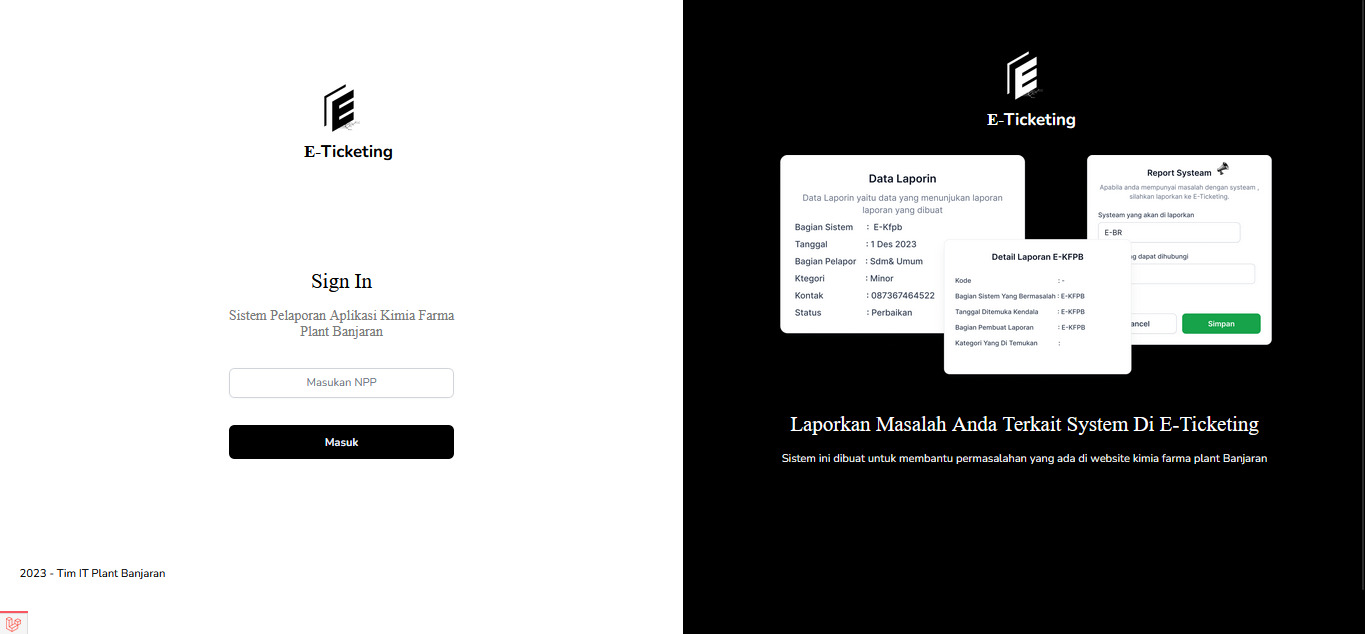 E-Ticketing
Sign In
Sistem Pelaporan Aplikasi Kimia Farma
Plant Banjaran
Masukan NPP
Masuk
2023 - Tim IT Plant Banjaran
E-Ticketing
Data Laporin
Data Laporin yaitu data yang menunjukan laporan
laporan yang dibuat
Bagian Sistem : E-Kfpb
Tanggal : 1 Des 2023
Bagian Pelapor : Sdm& Umum
Ktegori : Minor
Kontak : 087367464522
Status : Perbaikan
Report Systeam
Apabila anda mempunyai masalah dengan systeam ,
silahkan laporkan ke E-Ticketing.
Systeam yang akan di laporkan
E-BR
ng dapat dihubungi
ancel
Simpan
Detail Laporan E-KFPB
Kode : -
Bagian Sistem Yang Bermasalah : E-KFPB
Tanggal Ditemuka Kendala : E-KFPB
Bagian Pembuat Laporan : E-KFPB
Kategori Yang Di Temukan :
Laporkan Masalah Anda Terkait System Di E-Ticketing
Sistem ini dibuat untuk membantu permasalahan yang ada di website kimia farma plant Banjaran